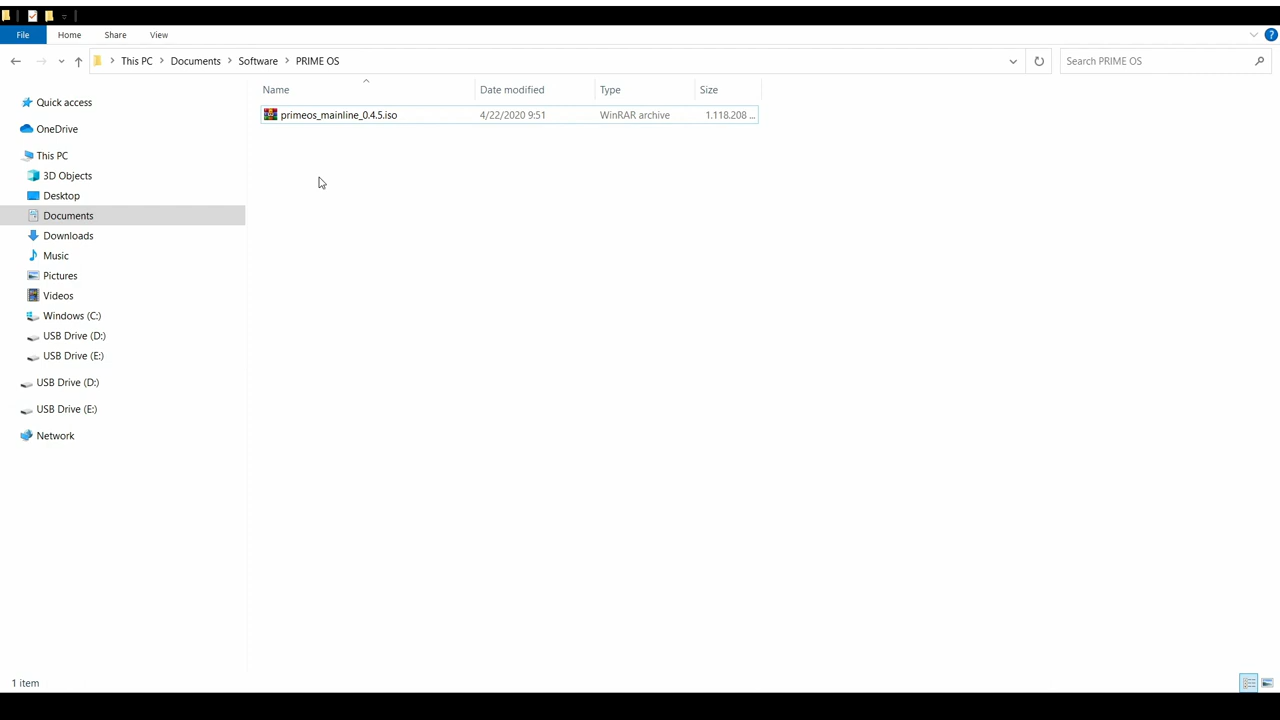 File Home Share View
This PC Documents Software PRIME OS Search PRIME OS
Name Date modified Type Size
primeos_mainline_0.4.5.iso 4/22/2020 9:51 WinRAR archive 1.118.208 ...
Quick access
OneDrive
This PC
3D Objects
Desktop
Documents
Downloads
Music
Pictures
Videos
Windows (C:)
USB Drive (D:)
USB Drive (E:)
USB Drive (D:)
USB Drive (E:)
Network
1 item